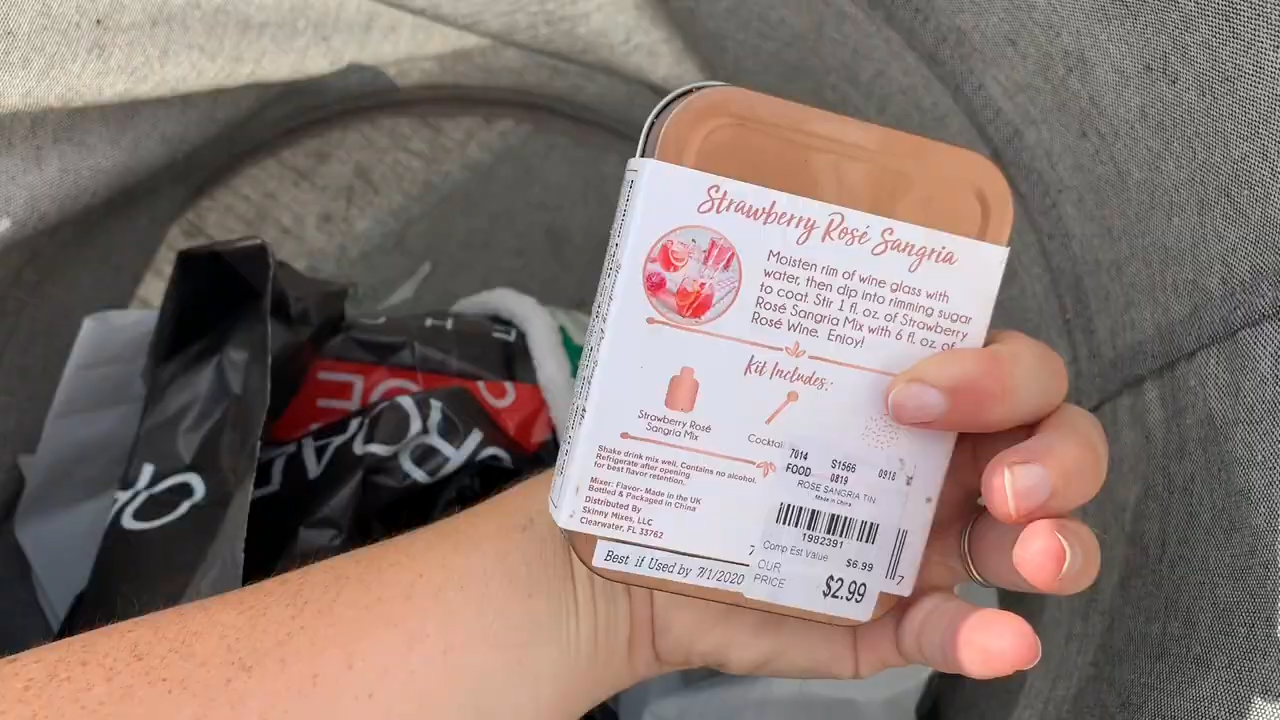 Strawberry Rosé Sangria
Moisten rim of wine glass with
water, then dip into rimming sugar
to coat. Stir 1 fl. oz. of Strawberry
Rosé Sangria Mix with 6 fl. oz. of
Rosé Wine. Enjoy!
Kit Includes:
Strawberry Rosé
Sangria Mix
Cocktail
Shake drink mix well. Contains no alcohol.
Refrigerate after opening
for best flavor retention.
Mixer: Flavor- Made in the UK
Bottled & Packaged in China
Distributed By
Skinny Mixes, LLC
Clearwater, FL 33762
Best if Used by 7/1/2020
7014 S1566 0918
FOOD 0819
ROSE SANGRIA TIN
Made in China
1982391
Comp Est Value $6.99
OUR
PRICE $2.99
7
7